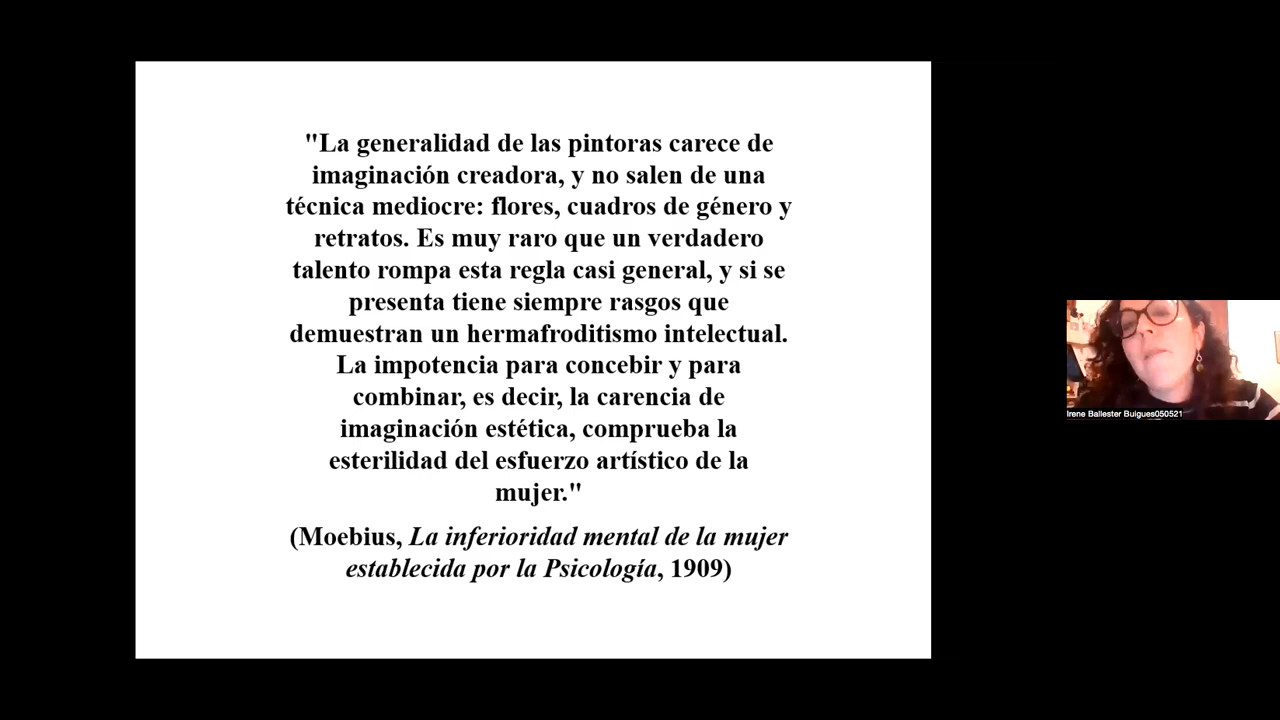 "La generalidad de las pintoras carece de
imaginación creadora, y no salen de una
técnica mediocre: flores, cuadros de género y
retratos. Es muy raro que un verdadero
talento rompa esta regla casi general, y si se
presenta tiene siempre rasgos que
demuestran un hermafroditismo intelectual.
La impotencia para concebir y para
combinar, es decir, la carencia de
imaginación estética, comprueba la
esterilidad del esfuerzo artístico de la
mujer."
(Moebius, La inferioridad mental de la mujer
establecida por la Psicología, 1909)
Irene Ballester Buigues050521